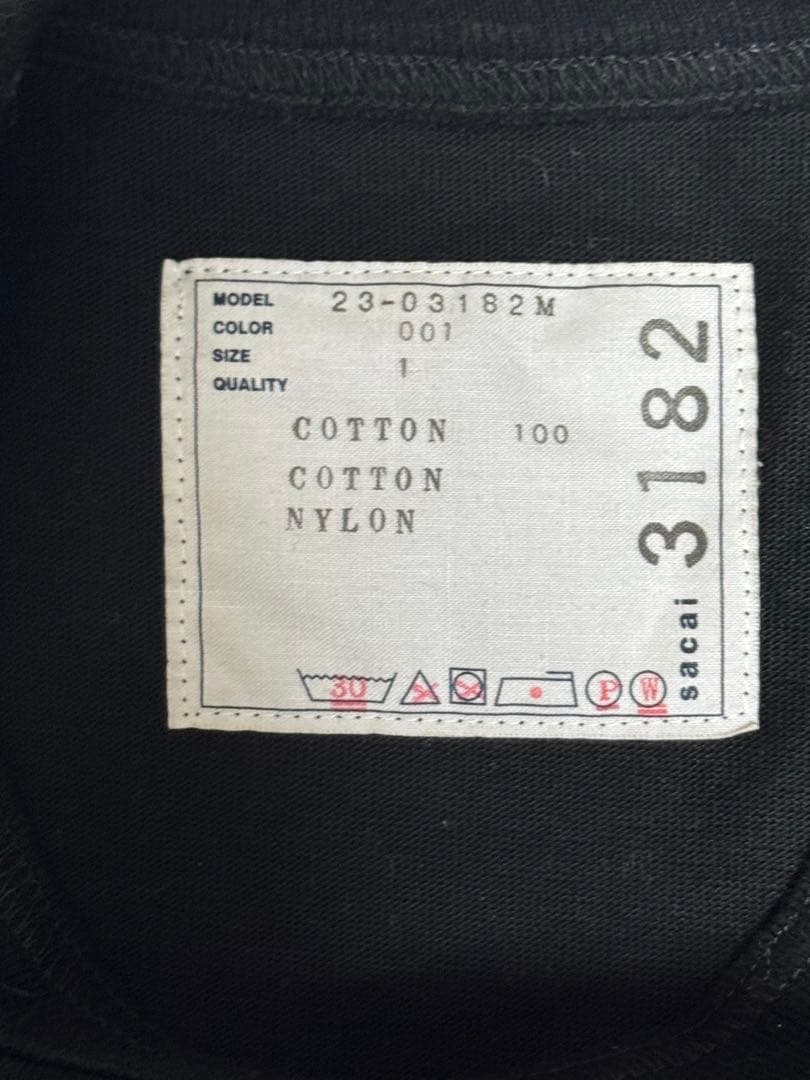 MODEL 23-03182M
COLOR 001
SIZE 1
QUALITY
COTTON 100
COTTON
NYLON
30 P W
sacai 3182